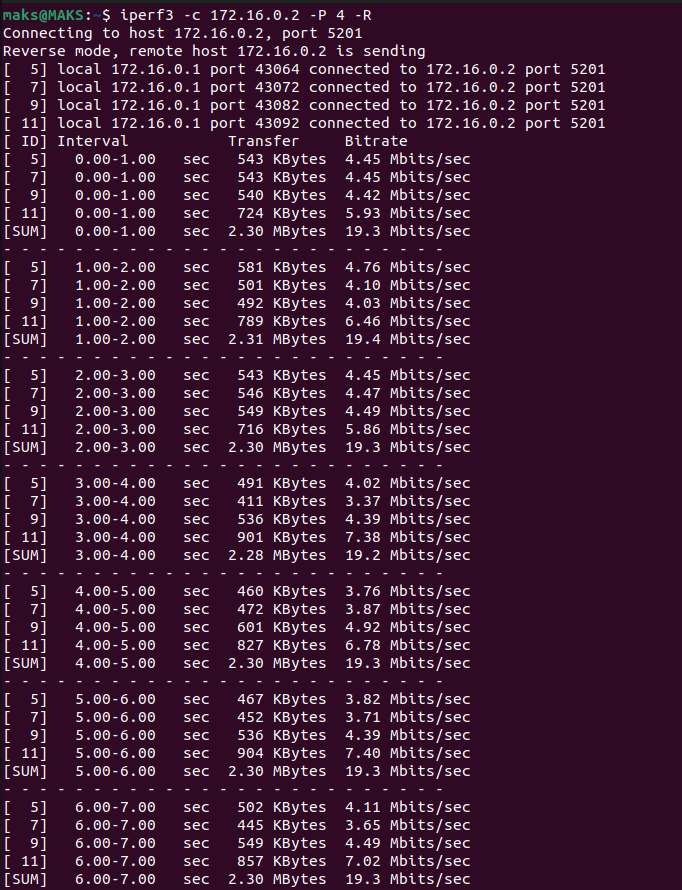 maks@MAKS:~$ iperf3 -c 172.16.0.2 -P 4 -R
Connecting to host 172.16.0.2, port 5201
Reverse mode, remote host 172.16.0.2 is sending
[  5] local 172.16.0.1 port 43064 connected to 172.16.0.2 port 5201
[  7] local 172.16.0.1 port 43072 connected to 172.16.0.2 port 5201
[  9] local 172.16.0.1 port 43082 connected to 172.16.0.2 port 5201
[ 11] local 172.16.0.1 port 43092 connected to 172.16.0.2 port 5201
[ ID] Interval           Transfer     Bitrate
[  5]   0.00-1.00   sec   543 KBytes  4.45 Mbits/sec
[  7]   0.00-1.00   sec   543 KBytes  4.45 Mbits/sec
[  9]   0.00-1.00   sec   540 KBytes  4.42 Mbits/sec
[ 11]   0.00-1.00   sec   724 KBytes  5.93 Mbits/sec
[SUM]   0.00-1.00   sec  2.30 MBytes  19.3 Mbits/sec
- - - - - - - - - - - - - - - - - - - - - - - - -
[  5]   1.00-2.00   sec   581 KBytes  4.76 Mbits/sec
[  7]   1.00-2.00   sec   501 KBytes  4.10 Mbits/sec
[  9]   1.00-2.00   sec   492 KBytes  4.03 Mbits/sec
[ 11]   1.00-2.00   sec   789 KBytes  6.46 Mbits/sec
[SUM]   1.00-2.00   sec  2.31 MBytes  19.4 Mbits/sec
- - - - - - - - - - - - - - - - - - - - - - - - -
[  5]   2.00-3.00   sec   543 KBytes  4.45 Mbits/sec
[  7]   2.00-3.00   sec   546 KBytes  4.47 Mbits/sec
[  9]   2.00-3.00   sec   549 KBytes  4.49 Mbits/sec
[ 11]   2.00-3.00   sec   716 KBytes  5.86 Mbits/sec
[SUM]   2.00-3.00   sec  2.30 MBytes  19.3 Mbits/sec
- - - - - - - - - - - - - - - - - - - - - - - - -
[  5]   3.00-4.00   sec   491 KBytes  4.02 Mbits/sec
[  7]   3.00-4.00   sec   411 KBytes  3.37 Mbits/sec
[  9]   3.00-4.00   sec   536 KBytes  4.39 Mbits/sec
[ 11]   3.00-4.00   sec   901 KBytes  7.38 Mbits/sec
[SUM]   3.00-4.00   sec  2.28 MBytes  19.2 Mbits/sec
- - - - - - - - - - - - - - - - - - - - - - - - -
[  5]   4.00-5.00   sec   460 KBytes  3.76 Mbits/sec
[  7]   4.00-5.00   sec   472 KBytes  3.87 Mbits/sec
[  9]   4.00-5.00   sec   601 KBytes  4.92 Mbits/sec
[ 11]   4.00-5.00   sec   827 KBytes  6.78 Mbits/sec
[SUM]   4.00-5.00   sec  2.30 MBytes  19.3 Mbits/sec
- - - - - - - - - - - - - - - - - - - - - - - - -
[  5]   5.00-6.00   sec   467 KBytes  3.82 Mbits/sec
[  7]   5.00-6.00   sec   452 KBytes  3.71 Mbits/sec
[  9]   5.00-6.00   sec   536 KBytes  4.39 Mbits/sec
[ 11]   5.00-6.00   sec   904 KBytes  7.40 Mbits/sec
[SUM]   5.00-6.00   sec  2.30 MBytes  19.3 Mbits/sec
- - - - - - - - - - - - - - - - - - - - - - - - -
[  5]   6.00-7.00   sec   502 KBytes  4.11 Mbits/sec
[  7]   6.00-7.00   sec   445 KBytes  3.65 Mbits/sec
[  9]   6.00-7.00   sec   549 KBytes  4.49 Mbits/sec
[ 11]   6.00-7.00   sec   857 KBytes  7.02 Mbits/sec
[SUM]   6.00-7.00   sec  2.30 MBytes  19.3 Mbits/sec